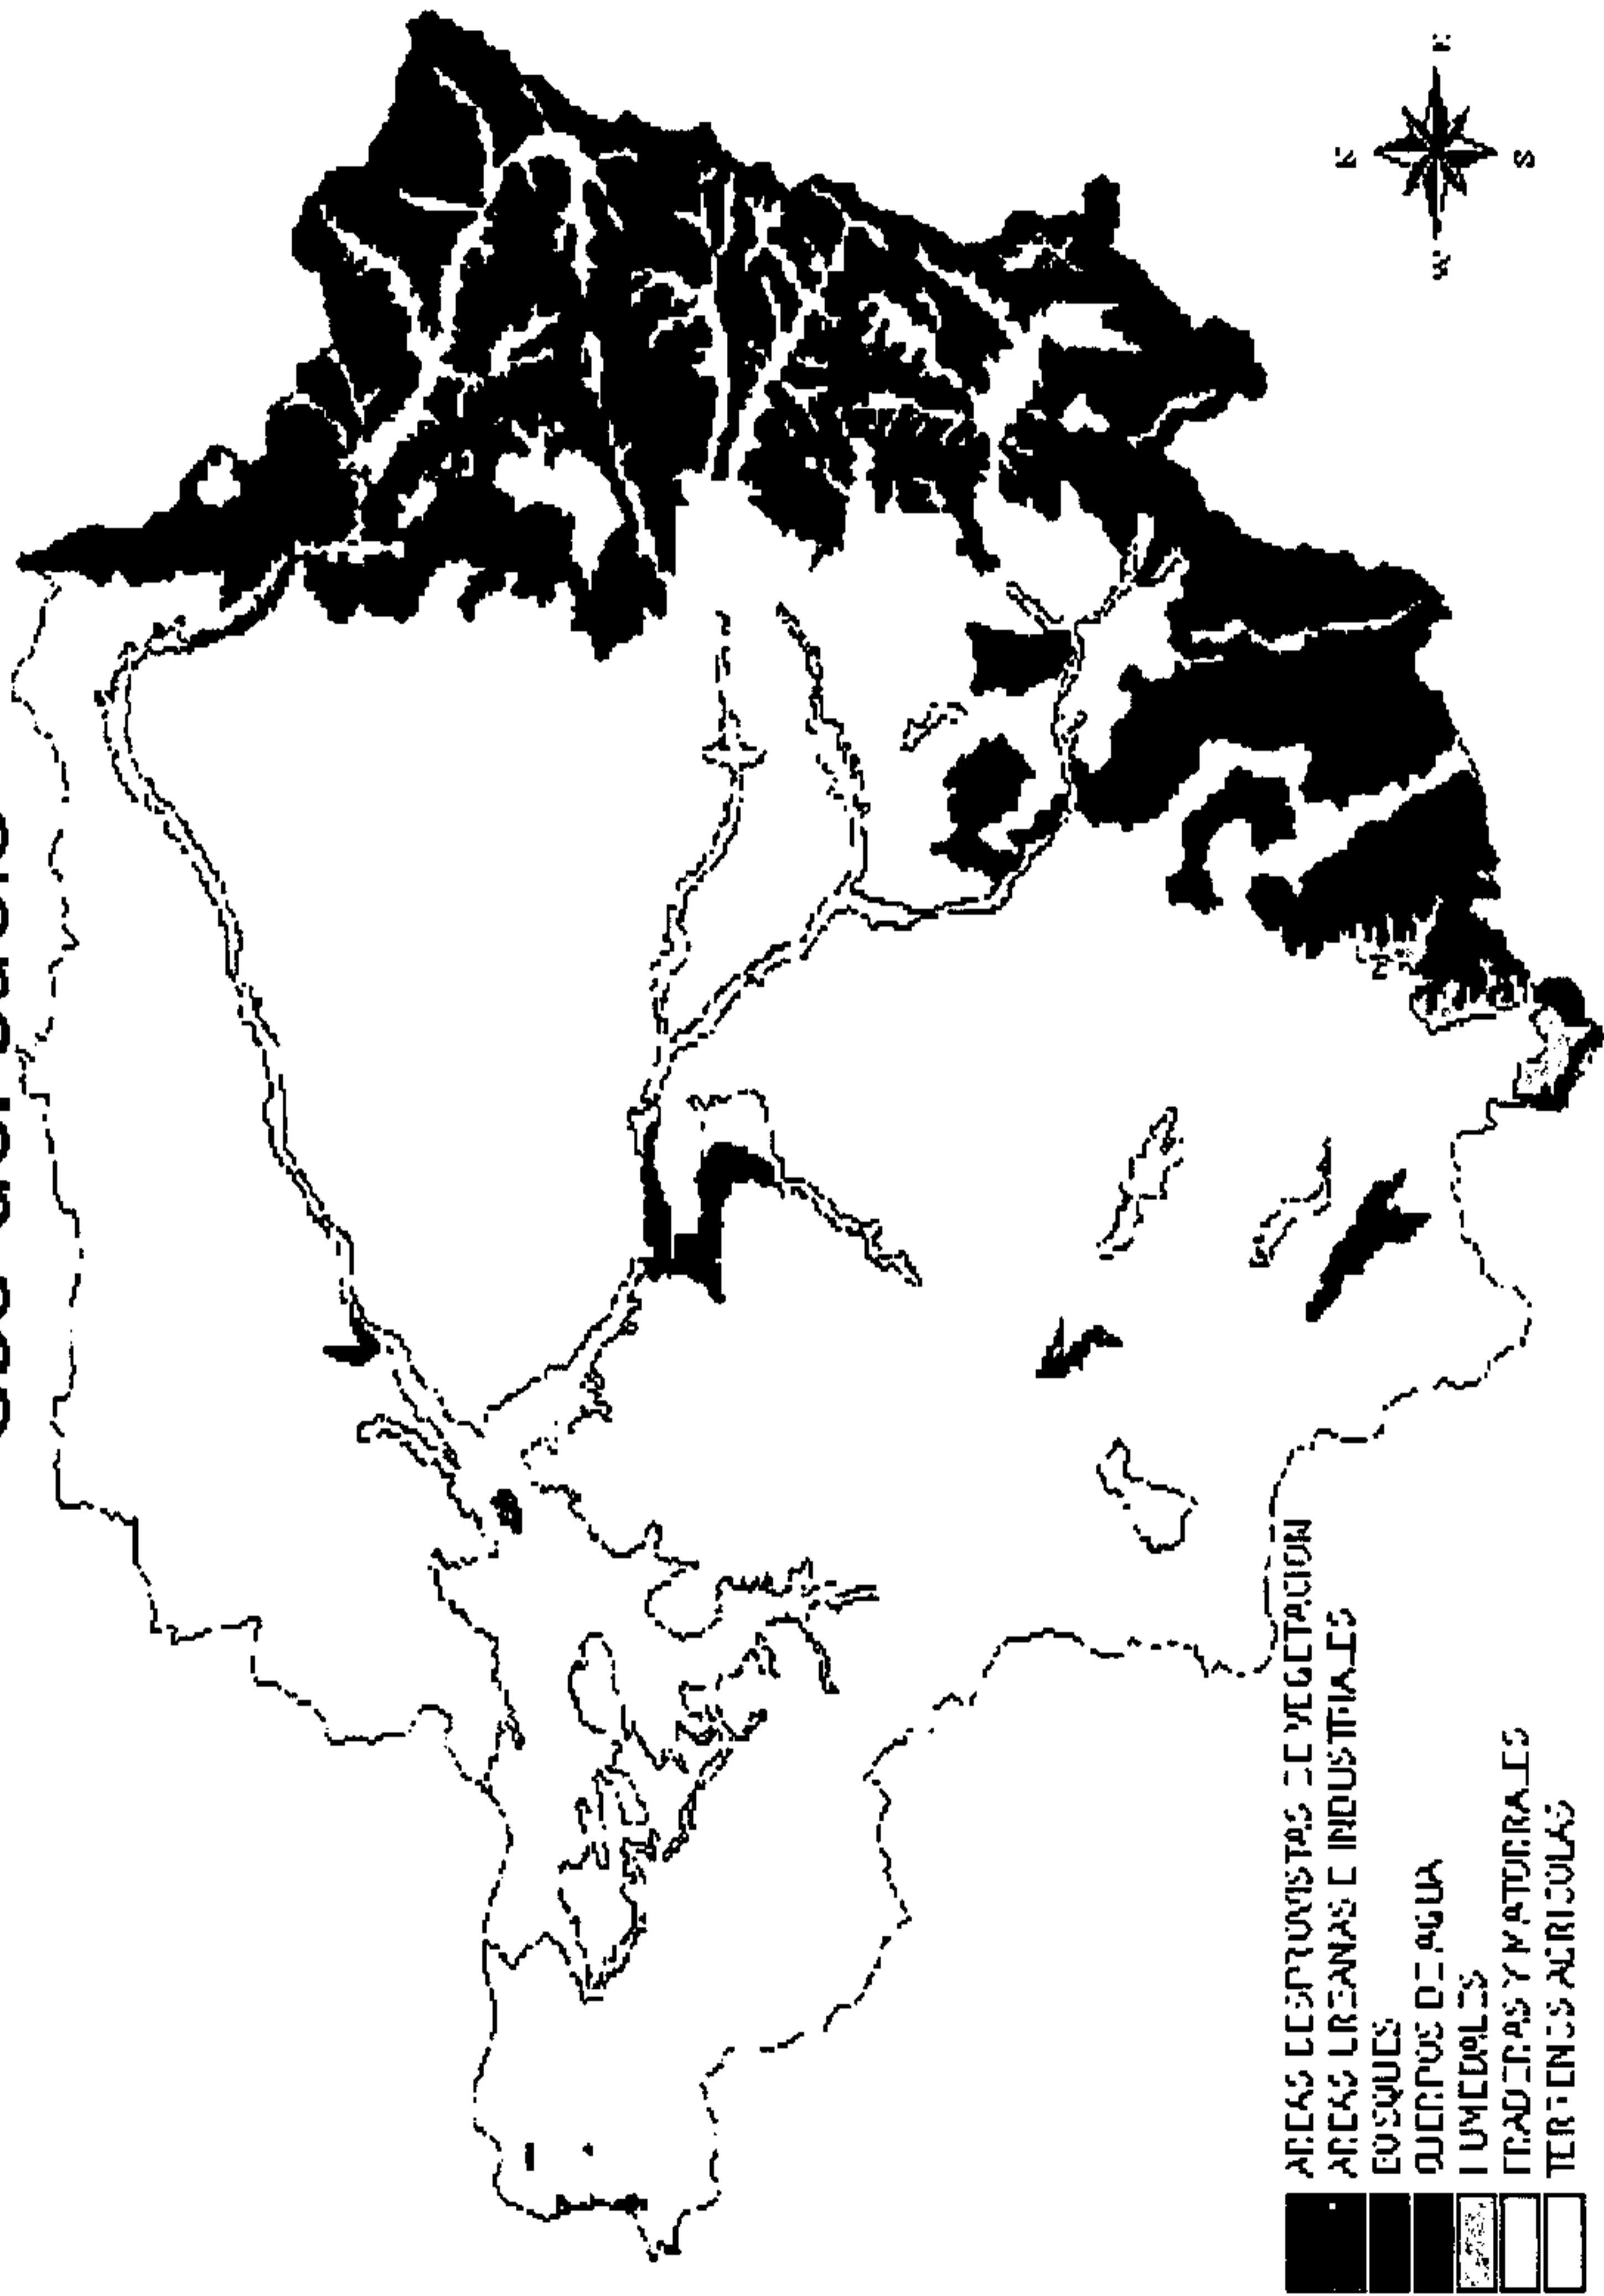 N
W E
S
AREAS DESPROVISTAS DE VEGETACION
AREAS URBANAS E INDUSTRIALES
BOSQUES
CUERPOS DE AGUA
HUMEDALES
PRADERAS Y MATORRALES
TERRENOS AGRICOLAS